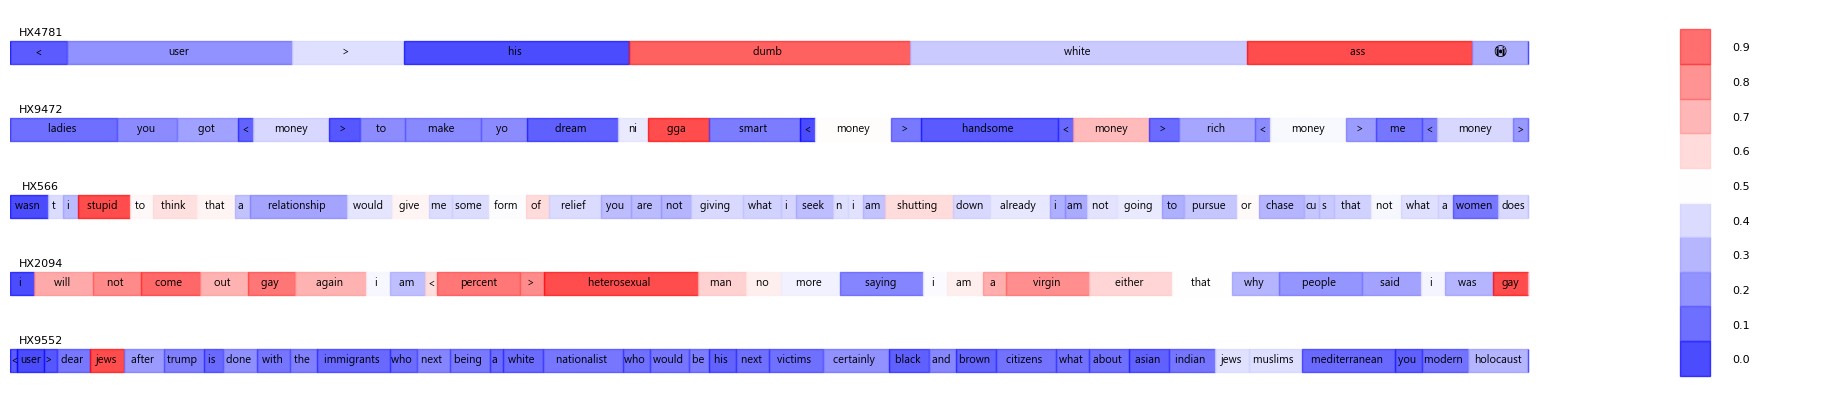 HX4781
< user > his dumb white ass
HX9472
ladies you got < money > to make yo dream ni gga smart < money > handsome < money > rich < money > me < money >
HX566
wasn t i stupid to think that a relationship would give me some form of relief you are not giving what i seek n i am shutting down already i am not going to pursue or chase cu s that not what a women does
HX2094
i will not come out gay again i am < percent > heterosexual man no more saying i am a virgin either that why people said i was gay
HX9552
< user > dear jews after trump is done with the immigrants who next being a white nationalist who would be his next victims certainly black and brown citizens what about asian indian jews muslims mediterranean you modern holocaust
0.9
0.8
0.7
0.6
0.5
0.4
0.3
0.2
0.1
0.0